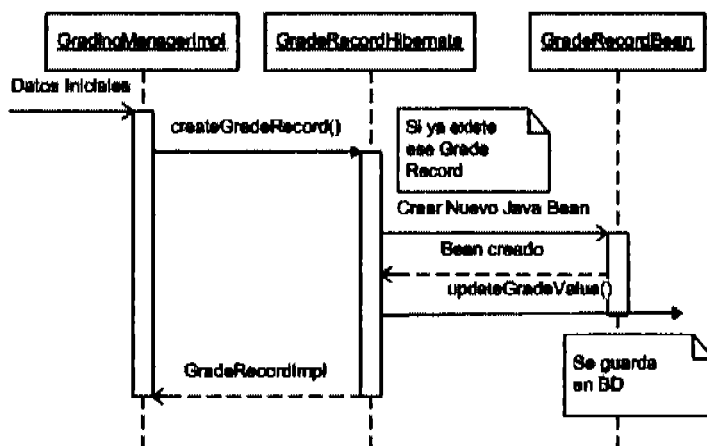 GradingManagerImpl
GradeRecordHibernate
GradeRecordBean
Datos Iniciales
createGradeRecord()
Si ya existe
ese Grade
Record
Crear Nuevo Java Bean
Bean creado
updateGradeValue()
GradeRecordImpl
Se guarda
en BD